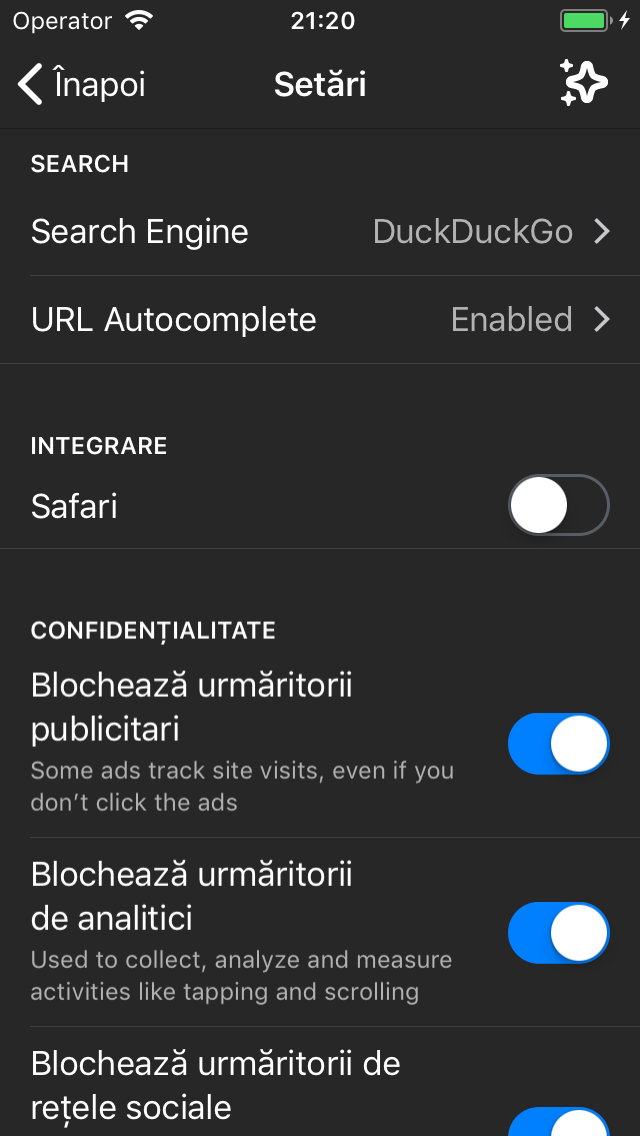 Operator
21:20
Înapoi
Setări
SEARCH
Search Engine DuckDuckGo
URL Autocomplete Enabled
INTEGRARE
Safari
CONFIDENȚIALITATE
Blochează urmăritorii
publicitari
Some ads track site visits, even if you
don’t click the ads
Blochează urmăritorii
de analitici
Used to collect, analyze and measure
activities like tapping and scrolling
Blochează urmăritorii de
rețele sociale